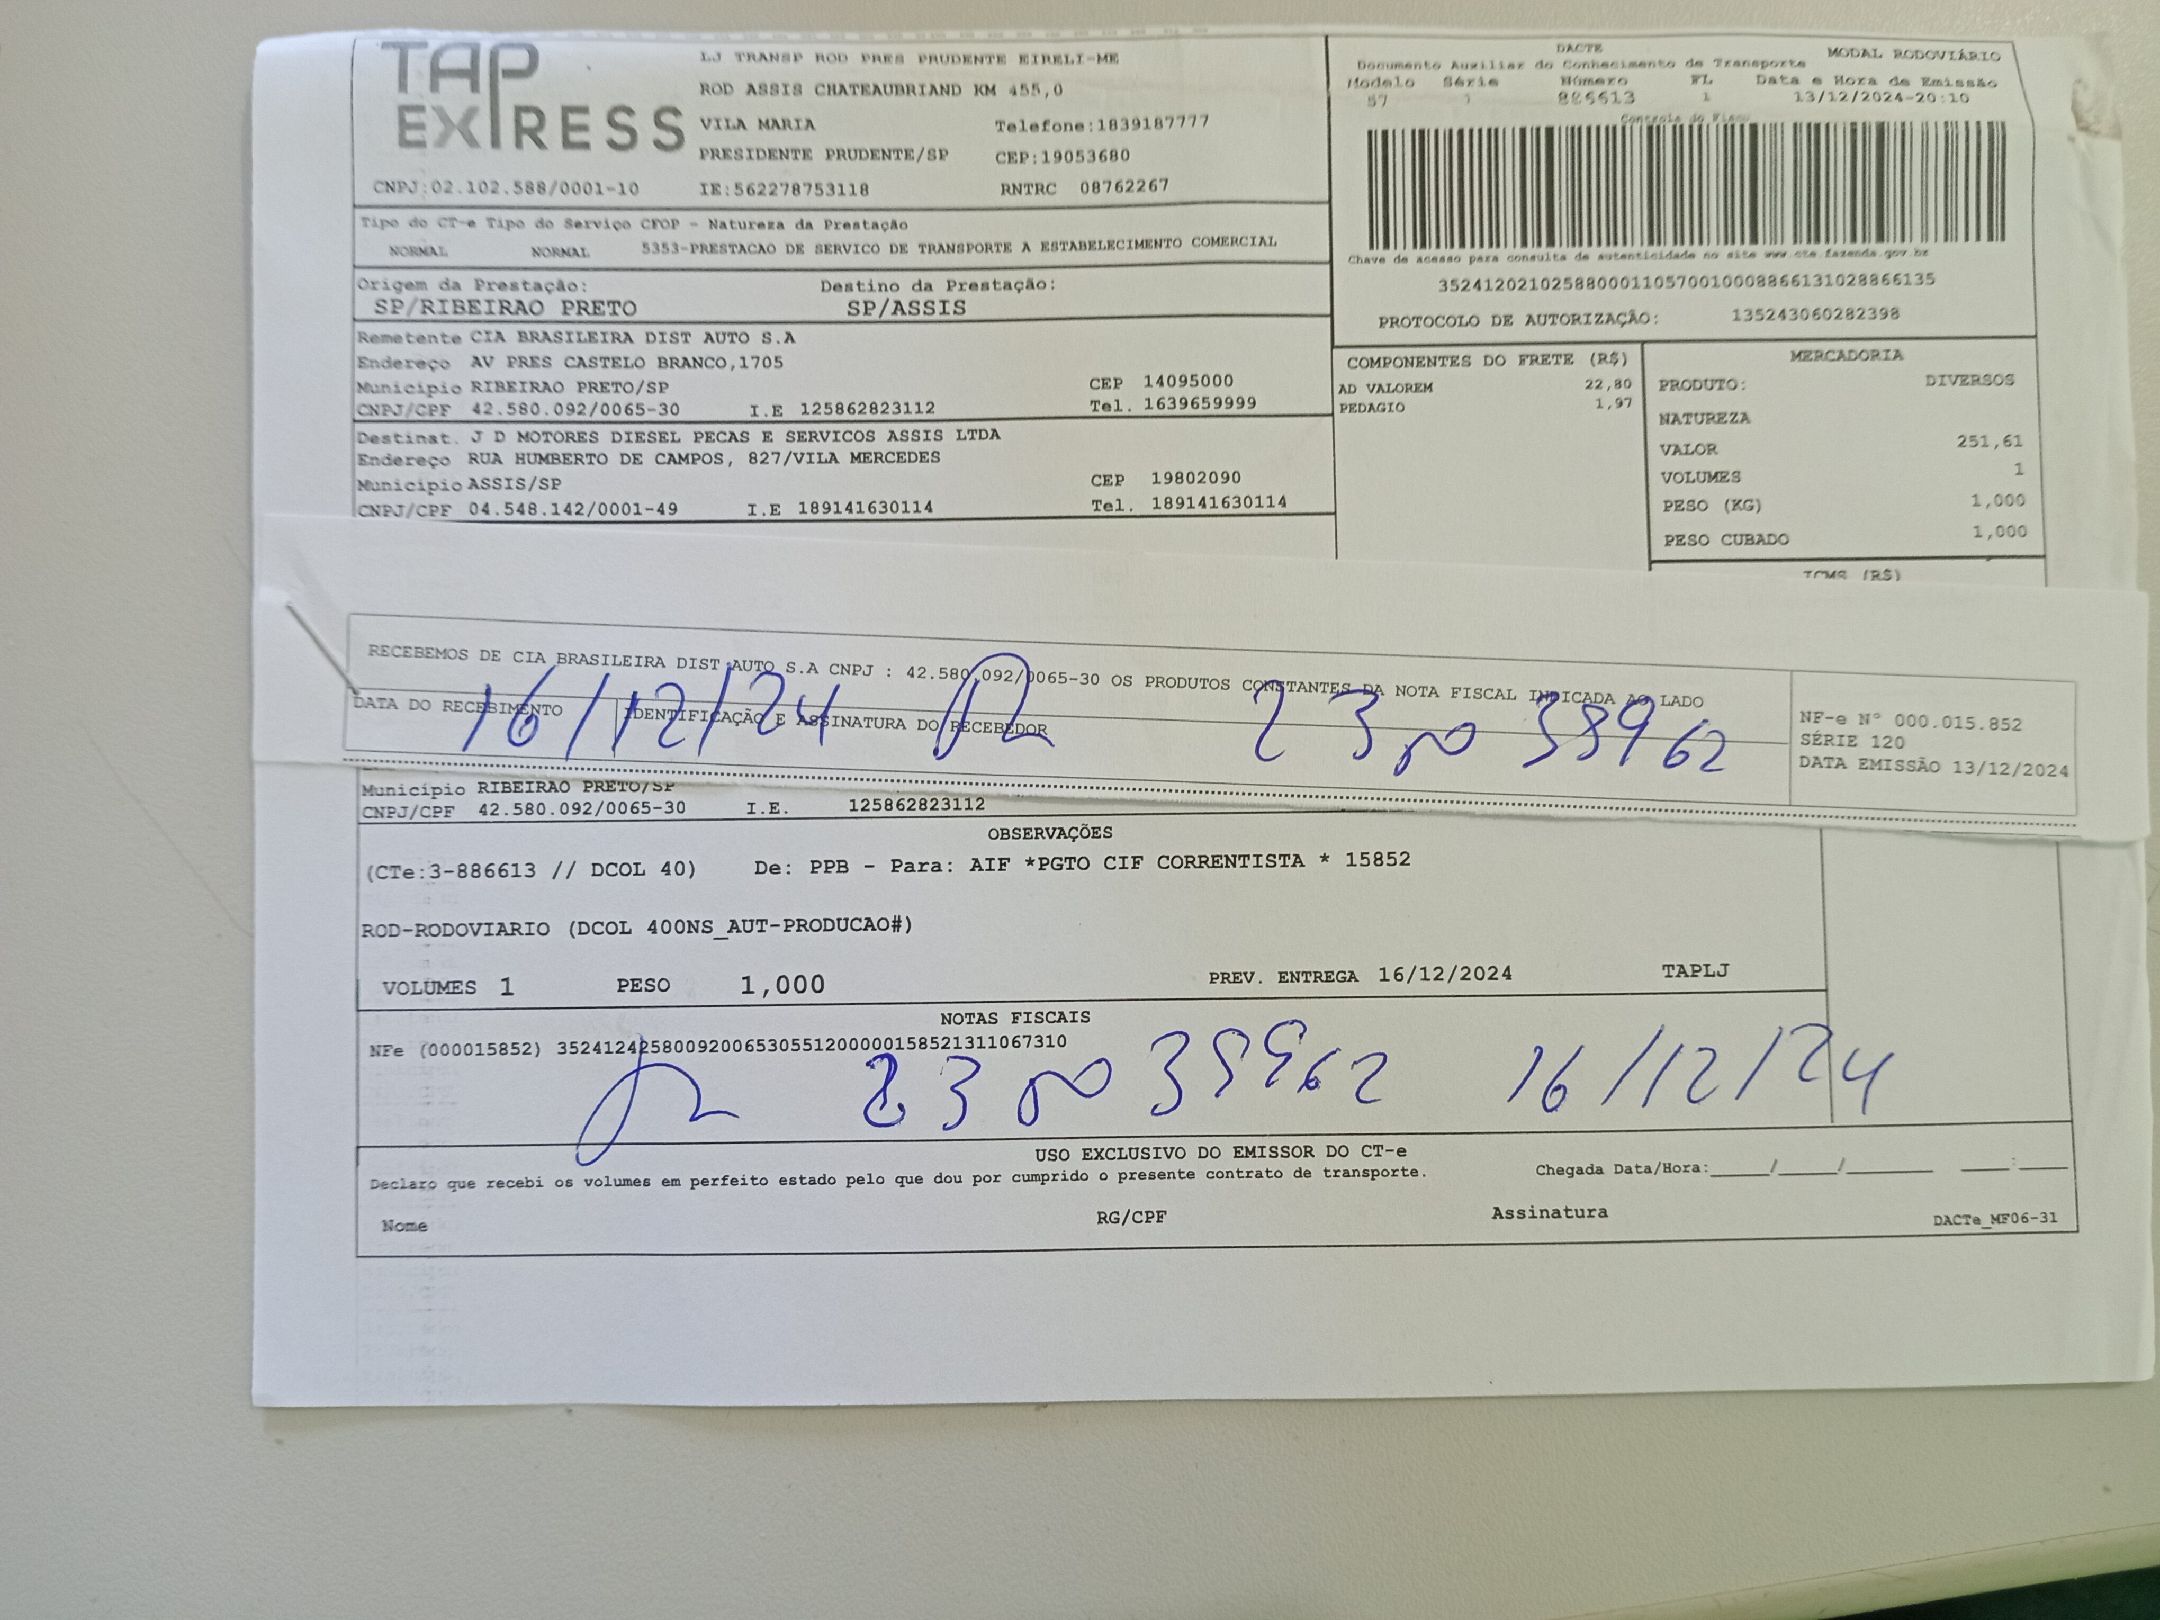 TAP EXPRESS
LJ TRANSP ROD PRES PRUDENTE EIRELI-ME
ROD ASSIS CHATEAUBRIAND KM 455,0
VILA MARIA Telefone:1839187777
PRESIDENTE PRUDENTE/SP CEP:19053680
CNPJ:02.102.588/0001-10 IE:562278753118 RNTRC 08762267
DACTE MODAL RODOVIÁRIO
Documento Auxiliar do Conhecimento de Transporte
Modelo Série Número FL Data e Hora de Emissão
57 1 886613 1 13/12/2024-20:10
Controle do Fisco
Chave de acesso para consulta de autenticidade no site www.cte.fazenda.gov.br
35241202102588000110570010008866131028866135
PROTOCOLO DE AUTORIZAÇÃO: 135243060282398
Tipo do CT-e Tipo do Serviço CFOP - Natureza da Prestação
NORMAL NORMAL 5353-PRESTACAO DE SERVICO DE TRANSPORTE A ESTABELECIMENTO COMERCIAL
Origem da Prestação: Destino da Prestação:
SP/RIBEIRAO PRETO SP/ASSIS
Remetente CIA BRASILEIRA DIST AUTO S.A
Endereço AV PRES CASTELO BRANCO,1705
Município RIBEIRAO PRETO/SP CEP 14095000
CNPJ/CPF 42.580.092/0065-30 I.E 125862823112 Tel. 1639659999
Destinat. J D MOTORES DIESEL PECAS E SERVICOS ASSIS LTDA
Endereço RUA HUMBERTO DE CAMPOS, 827/VILA MERCEDES
Município ASSIS/SP CEP 19802090
CNPJ/CPF 04.548.142/0001-49 I.E 189141630114 Tel. 189141630114
COMPONENTES DO FRETE (R$)
AD VALOREM 22,80
PEDAGIO 1,97
MERCADORIA
PRODUTO: DIVERSOS
NATUREZA
VALOR 251,61
VOLUMES 1
PESO (KG) 1,000
PESO CUBADO 1,000
ICMS (R$)
RECEBEMOS DE CIA BRASILEIRA DIST AUTO S.A CNPJ : 42.580.092/0065-30 OS PRODUTOS CONSTANTES DA NOTA FISCAL INDICADA AO LADO
DATA DO RECEBIMENTO IDENTIFICAÇÃO E ASSINATURA DO RECEBEDOR
16/12/24
NF-e Nº 000.015.852
SÉRIE 120
DATA EMISSÃO 13/12/2024
Município RIBEIRAO PRETO/SP
CNPJ/CPF 42.580.092/0065-30 I.E. 125862823112
OBSERVAÇÕES
(CTe:3-886613 // DCOL 40) De: PPB - Para: AIF *PGTO CIF CORRENTISTA * 15852
ROD-RODOVIARIO (DCOL 400NS_AUT-PRODUCAO#)
VOLUMES 1 PESO 1,000 PREV. ENTREGA 16/12/2024 TAPLJ
NOTAS FISCAIS
NFe (000015852) 35241242580092006530551200000158521311067310
16/12/24
USO EXCLUSIVO DO EMISSOR DO CT-e
Declaro que recebi os volumes em perfeito estado pelo que dou por cumprido o presente contrato de transporte.
Chegada Data/Hora:_____/_____/_______ ____:____
Nome RG/CPF Assinatura DACTe_MF06-31